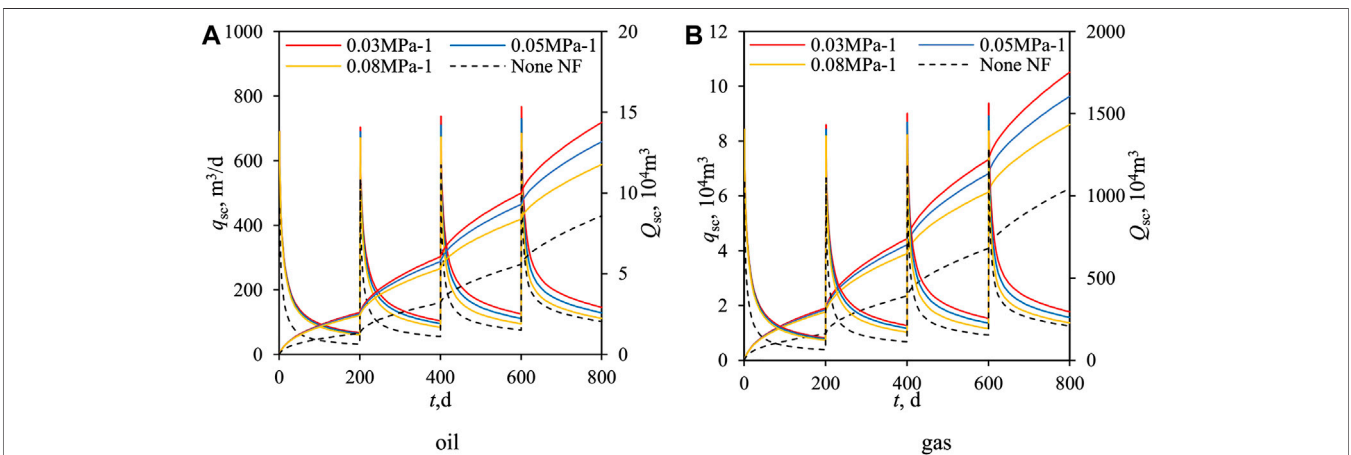 A
1000
800
600
400
200
0
qsc, m3/d
20
15
10
5
0
Qsc, 104m3
0.03MPa-1
0.05MPa-1
0.08MPa-1
None NF
0 200 400 600 800
t,d
oil
B
12
10
8
6
4
2
0
qsc, 104m3
2000
1500
1000
500
0
Qsc, 104m3
0.03MPa-1
0.05MPa-1
0.08MPa-1
None NF
0 200 400 600 800
t, d
gas